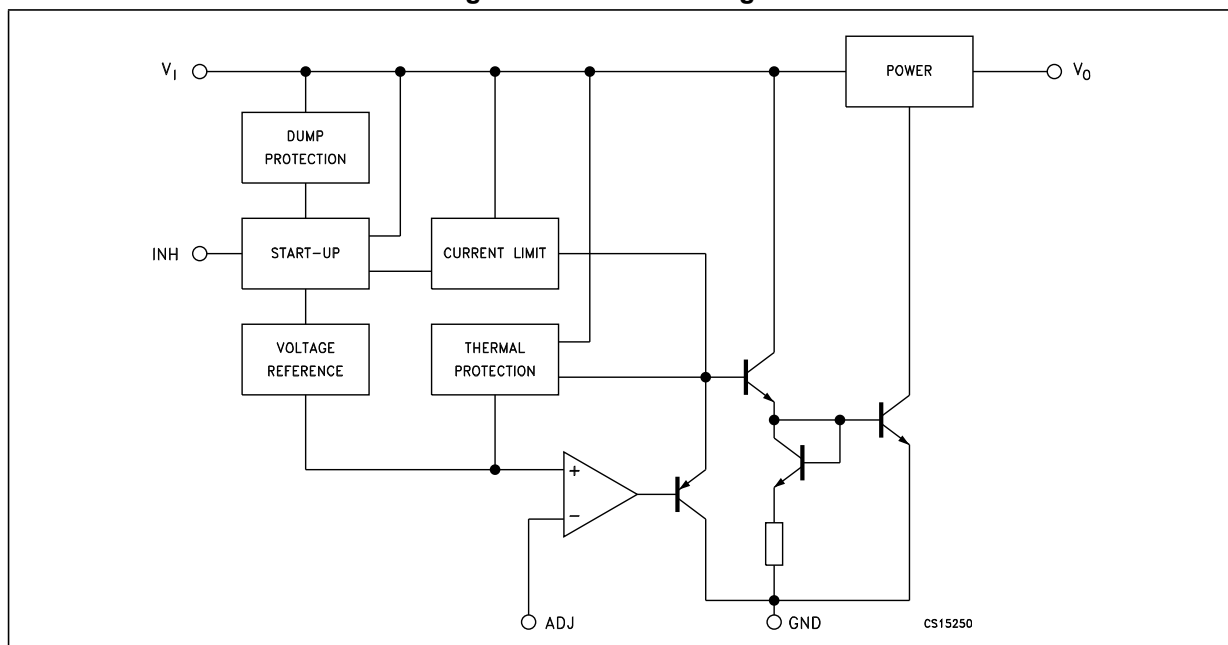 V_I
POWER
V_O
DUMP
PROTECTION
INH
START-UP
CURRENT LIMIT
VOLTAGE
REFERENCE
THERMAL
PROTECTION
+
−
ADJ
GND
CS15250